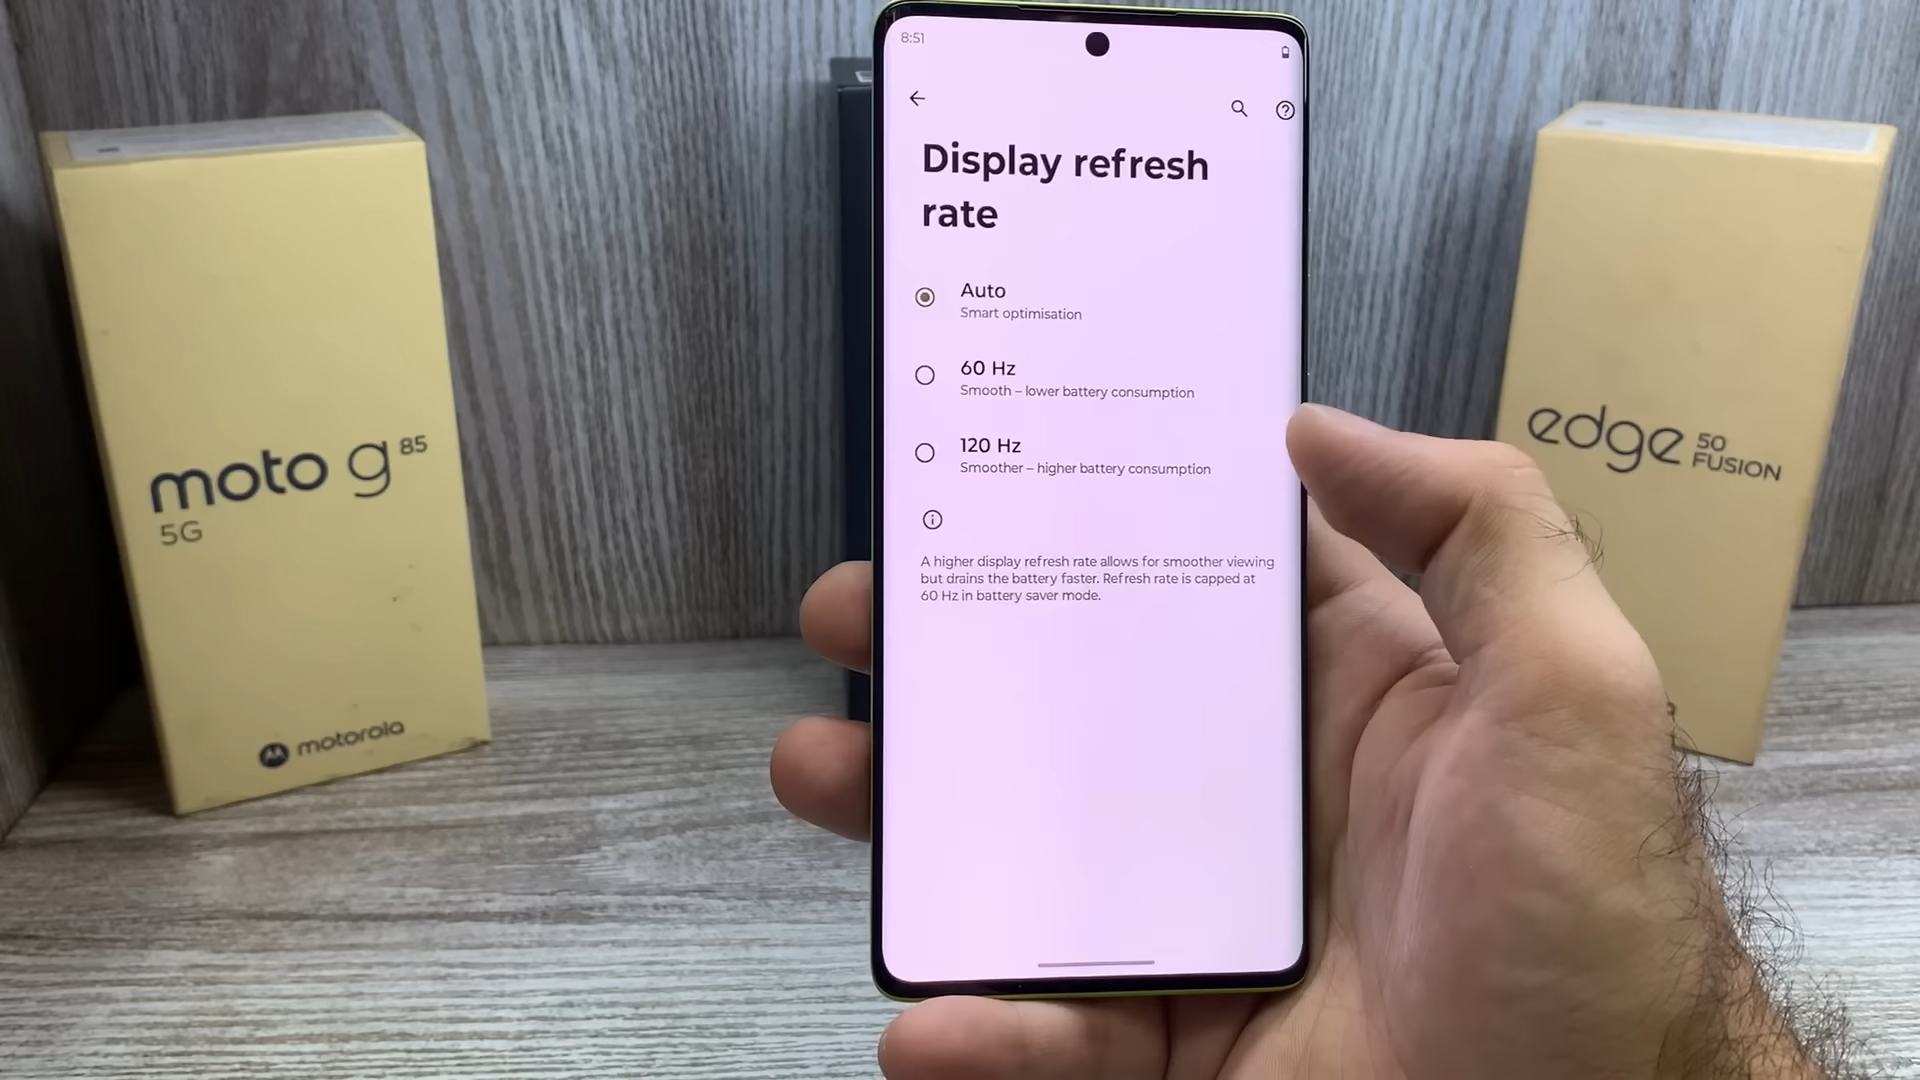 8:51
Display refresh
rate
Auto
Smart optimisation
60 Hz
Smooth – lower battery consumption
120 Hz
Smoother – higher battery consumption
A higher display refresh rate allows for smoother viewing
but drains the battery faster. Refresh rate is capped at
60 Hz in battery saver mode.
moto g 85
5G
motorola
edge 50
FUSION